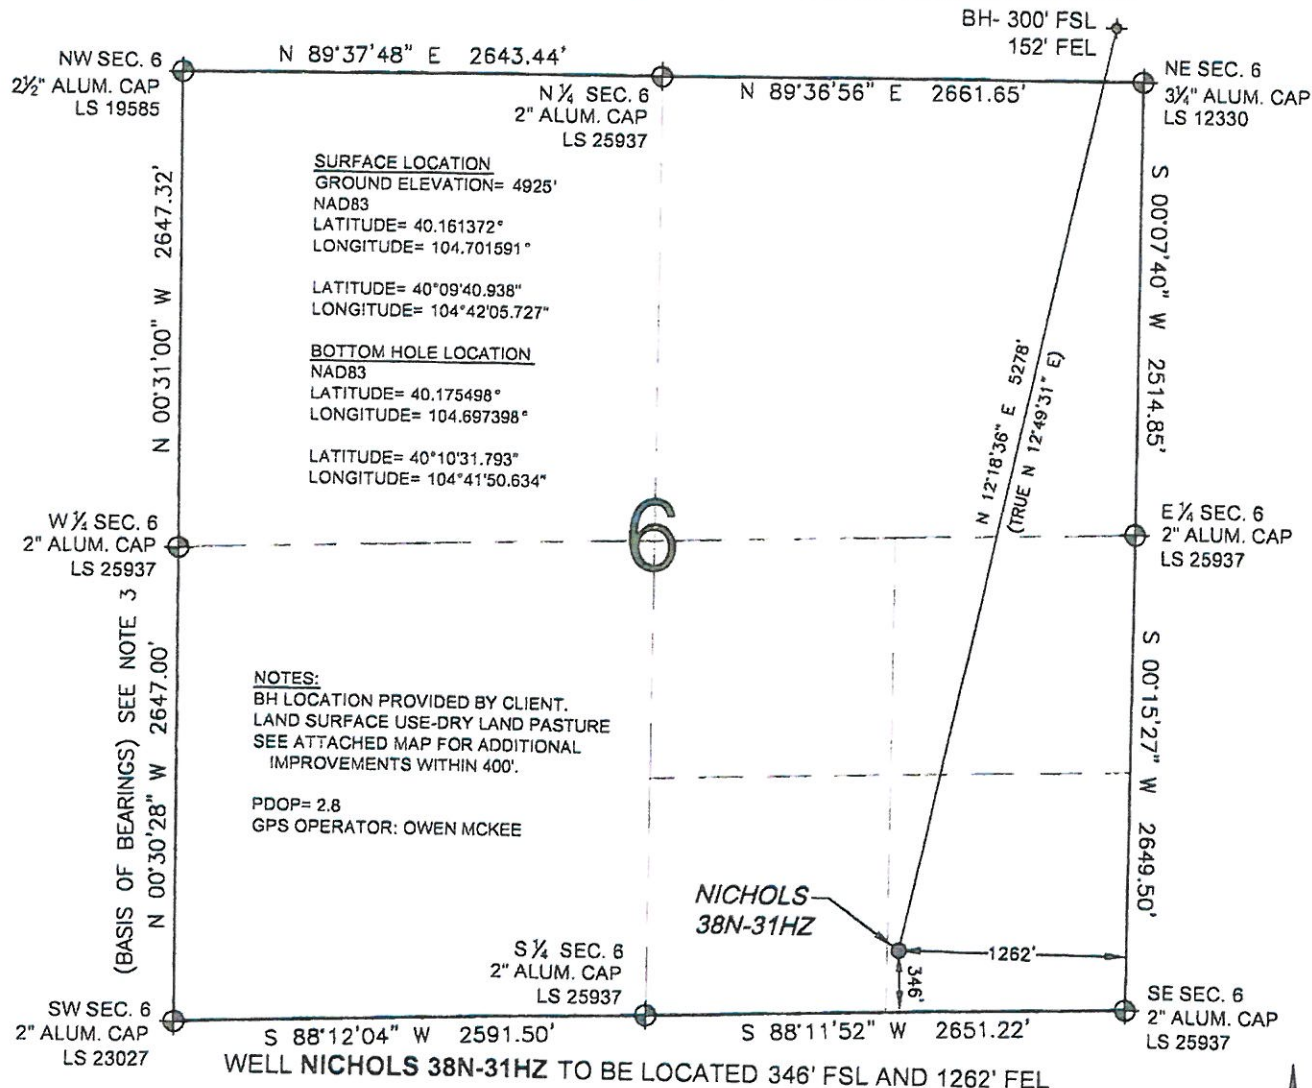 BH- 300' FSL
152' FEL
NW SEC. 6
2½" ALUM. CAP
LS 19585
N 89°37'48" E 2643.44'
N ¼ SEC. 6
2" ALUM. CAP
LS 25937
N 89°36'56" E 2661.65'
NE SEC. 6
3¼" ALUM. CAP
LS 12330
SURFACE LOCATION
GROUND ELEVATION= 4925'
NAD83
LATITUDE= 40.161372°
LONGITUDE= 104.701591°
LATITUDE= 40°09'40.938"
LONGITUDE= 104°42'05.727"
BOTTOM HOLE LOCATION
NAD83
LATITUDE= 40.175498°
LONGITUDE= 104.697398°
LATITUDE= 40°10'31.793"
LONGITUDE= 104°41'50.634"
N 00°31'00" W 2647.32'
S 00°07'40" W 2514.85'
N 12°18'36" E 5278'
(TRUE N 12°49'31" E)
W ¼ SEC. 6
2" ALUM. CAP
LS 25937
6
E ¼ SEC. 6
2" ALUM. CAP
LS 25937
(BASIS OF BEARINGS) SEE NOTE 3
N 00°30'28" W 2647.00'
NOTES:
BH LOCATION PROVIDED BY CLIENT.
LAND SURFACE USE-DRY LAND PASTURE
SEE ATTACHED MAP FOR ADDITIONAL
IMPROVEMENTS WITHIN 400'.
PDOP= 2.8
GPS OPERATOR: OWEN MCKEE
S 00°15'27" W 2649.50'
NICHOLS
38N-31HZ
1262'
346'
S ¼ SEC. 6
2" ALUM. CAP
LS 25937
SW SEC. 6
2" ALUM. CAP
LS 23027
S 88°12'04" W 2591.50'
S 88°11'52" W 2651.22'
SE SEC. 6
2" ALUM. CAP
LS 25937
WELL NICHOLS 38N-31HZ TO BE LOCATED 346' FSL AND 1262' FEL